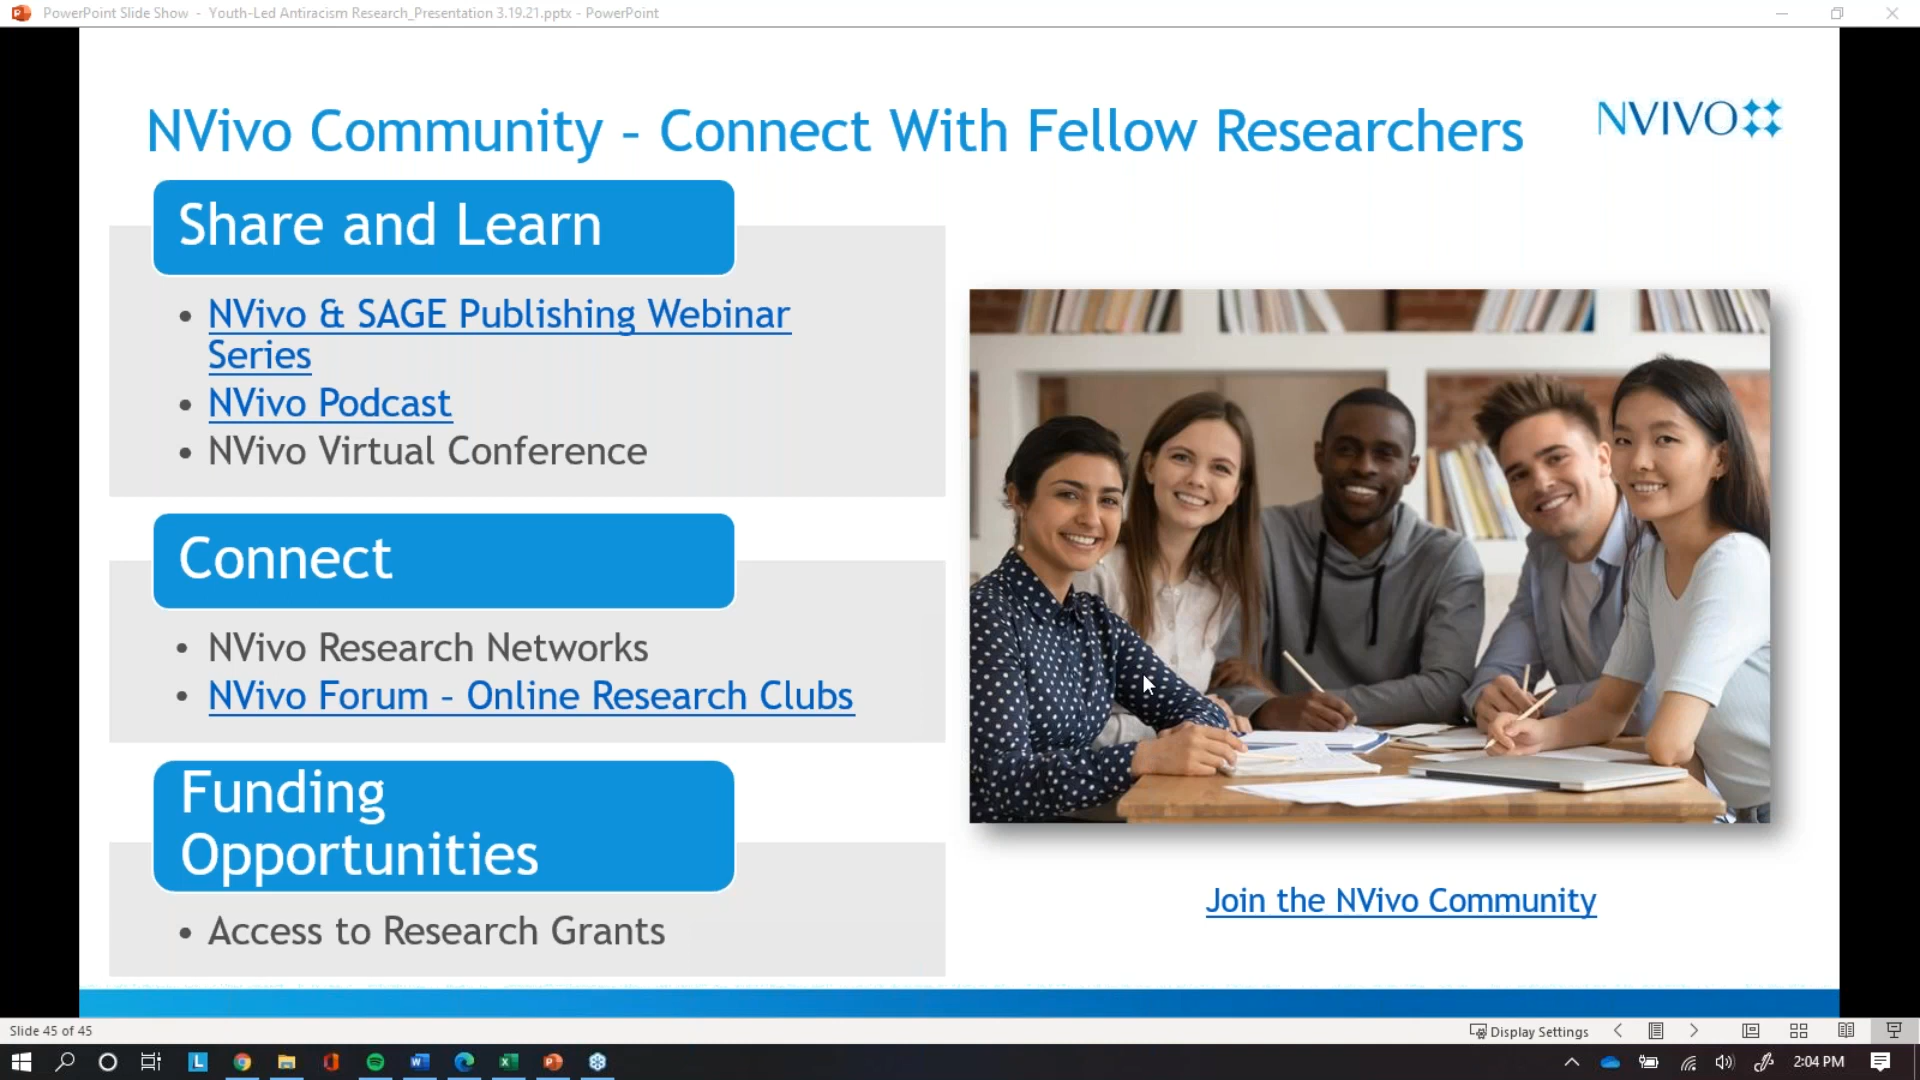 PowerPoint Slide Show - Youth-Led Antiracism Research_Presentation 3.19.21.pptx - PowerPoint
NVivo Community – Connect With Fellow Researchers
NVIVO
Share and Learn
• NVivo & SAGE Publishing Webinar
Series
• NVivo Podcast
• NVivo Virtual Conference
Connect
• NVivo Research Networks
• NVivo Forum – Online Research Clubs
Funding
Opportunities
• Access to Research Grants
Join the NVivo Community
Slide 45 of 45
Display Settings
2:04 PM